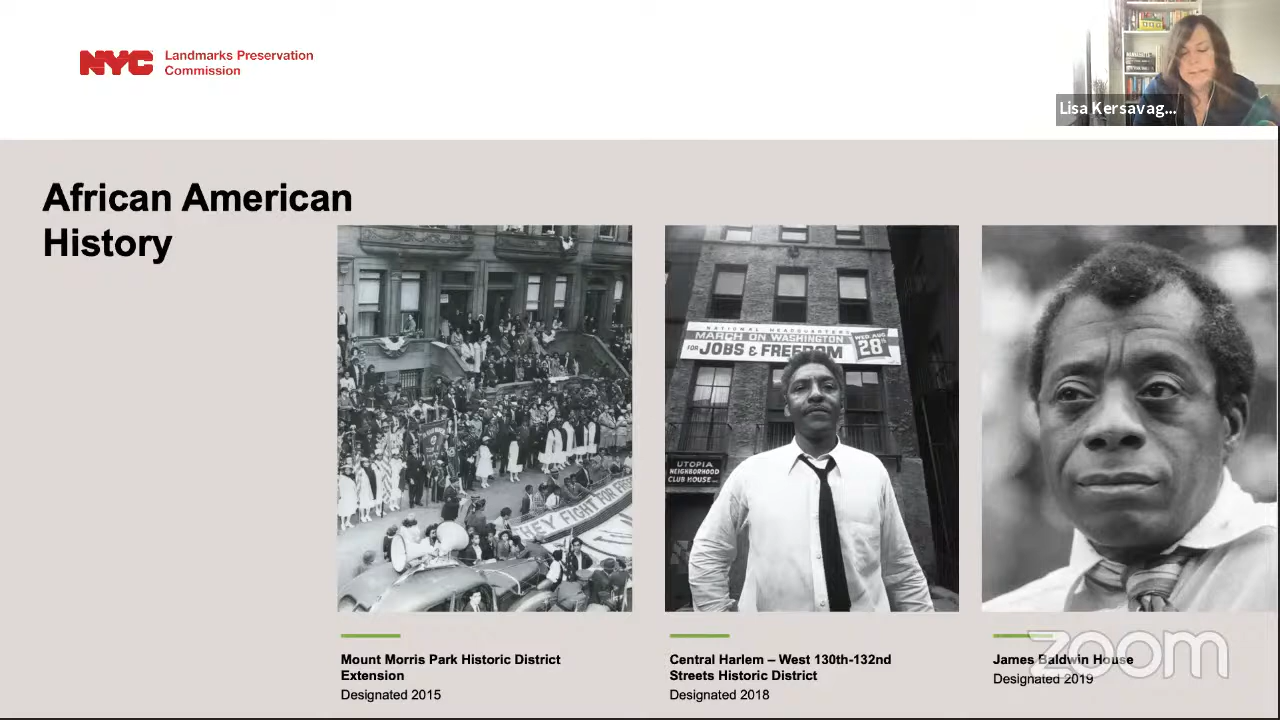 NYC
Landmarks Preservation
Commission
Lisa Kersavag...
African American
History
THEY FIGHT FOR
NATIONAL HEADQUARTERS
MARCH ON WASHINGTON
FOR JOBS & FREEDOM
WED. AUG.
28
UTOPIA
NEIGHBORHOOD
CLUB HOUSE...
Mount Morris Park Historic District
Extension
Designated 2015
Central Harlem – West 130th-132nd
Streets Historic District
Designated 2018
James Baldwin House
Designated 2019
zoom